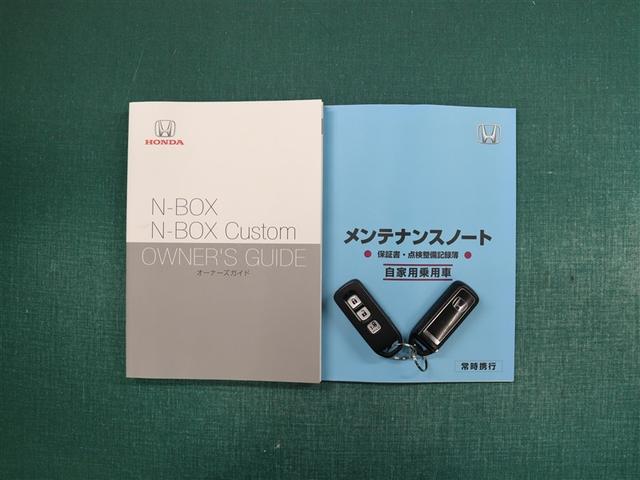 HONDA
N-BOX
N-BOX Custom
OWNER'S GUIDE
オーナーズガイド
メンテナンスノート
● 保証書・点検整備記録簿 ●
自家用乗用車
常時携行